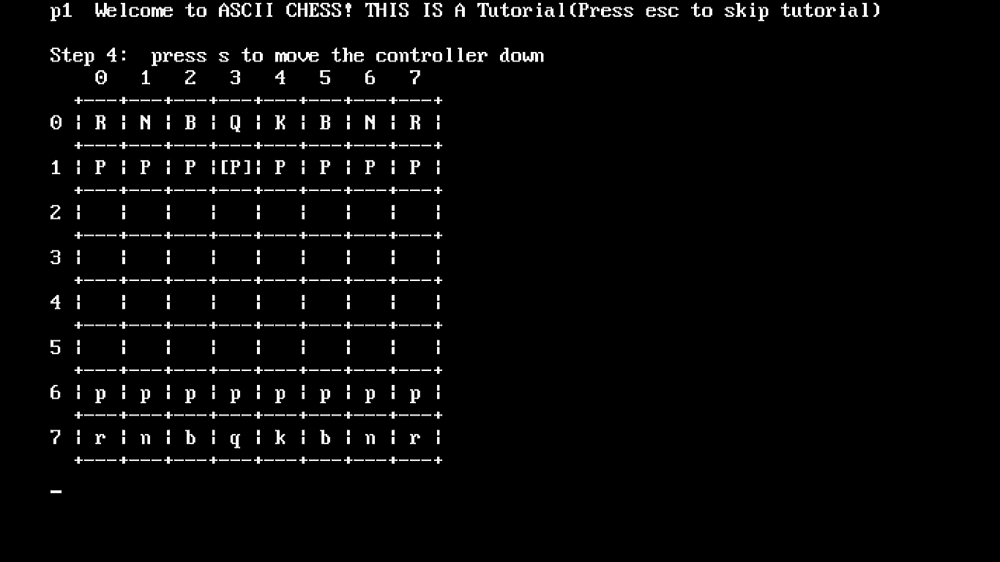 p1  Welcome to ASCII CHESS! THIS IS A Tutorial(Press esc to skip tutorial)
Step 4:  press s to move the controller down
    0   1   2   3   4   5   6   7
  +---+---+---+---+---+---+---+---+
0 ¦ R ¦ N ¦ B ¦ Q ¦ K ¦ B ¦ N ¦ R ¦
  +---+---+---+---+---+---+---+---+
1 ¦ P ¦ P ¦ P ¦[P]¦ P ¦ P ¦ P ¦ P ¦
  +---+---+---+---+---+---+---+---+
2 ¦   ¦   ¦   ¦   ¦   ¦   ¦   ¦   ¦
  +---+---+---+---+---+---+---+---+
3 ¦   ¦   ¦   ¦   ¦   ¦   ¦   ¦   ¦
  +---+---+---+---+---+---+---+---+
4 ¦   ¦   ¦   ¦   ¦   ¦   ¦   ¦   ¦
  +---+---+---+---+---+---+---+---+
5 ¦   ¦   ¦   ¦   ¦   ¦   ¦   ¦   ¦
  +---+---+---+---+---+---+---+---+
6 ¦ p ¦ p ¦ p ¦ p ¦ p ¦ p ¦ p ¦ p ¦
  +---+---+---+---+---+---+---+---+
7 ¦ r ¦ n ¦ b ¦ q ¦ k ¦ b ¦ n ¦ r ¦
  +---+---+---+---+---+---+---+---+
_